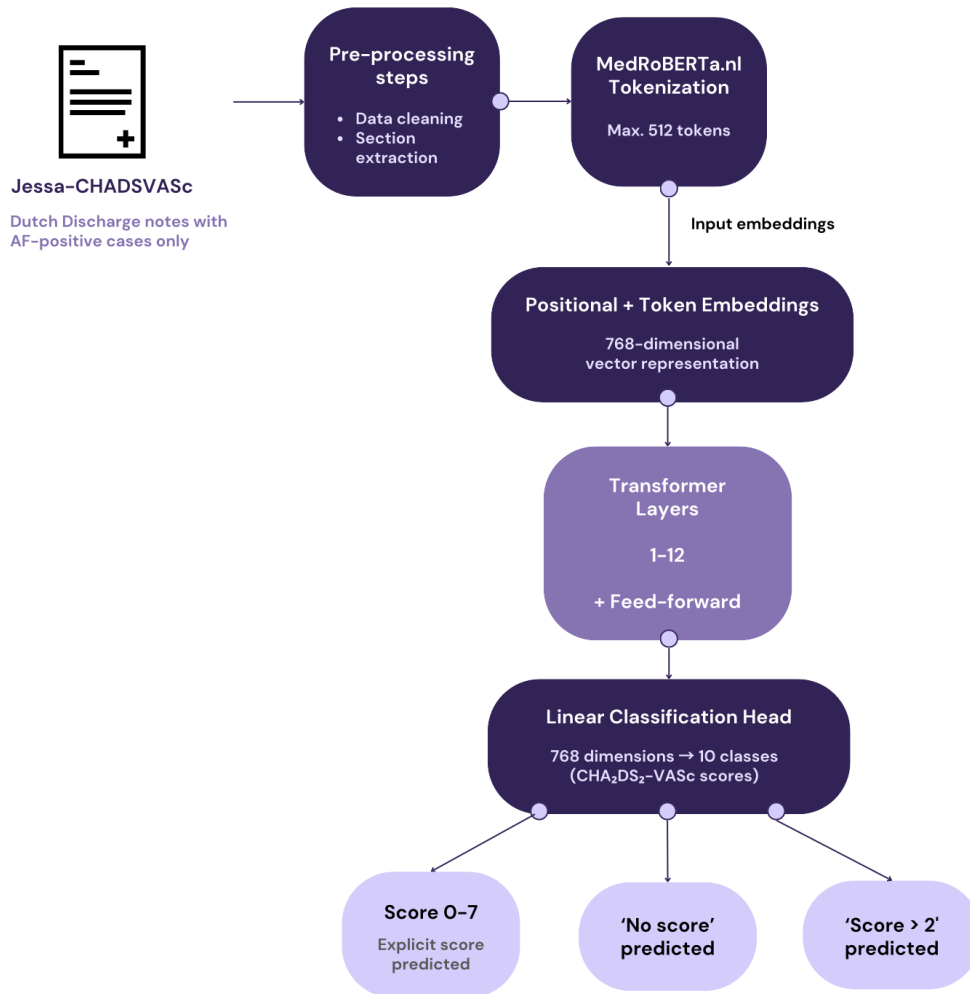 Jessa-CHADSVASc
Dutch Discharge notes with
AF-positive cases only
Pre-processing
steps
• Data cleaning
• Section
extraction
MedRoBERTa.nl
Tokenization
Max. 512 tokens
Input embeddings
Positional + Token Embeddings
768-dimensional
vector representation
Transformer
Layers
1-12
+ Feed-forward
Linear Classification Head
768 dimensions → 10 classes
(CHA₂DS₂-VASc scores)
Score 0-7
Explicit score
predicted
‘No score’
predicted
‘Score > 2'
predicted